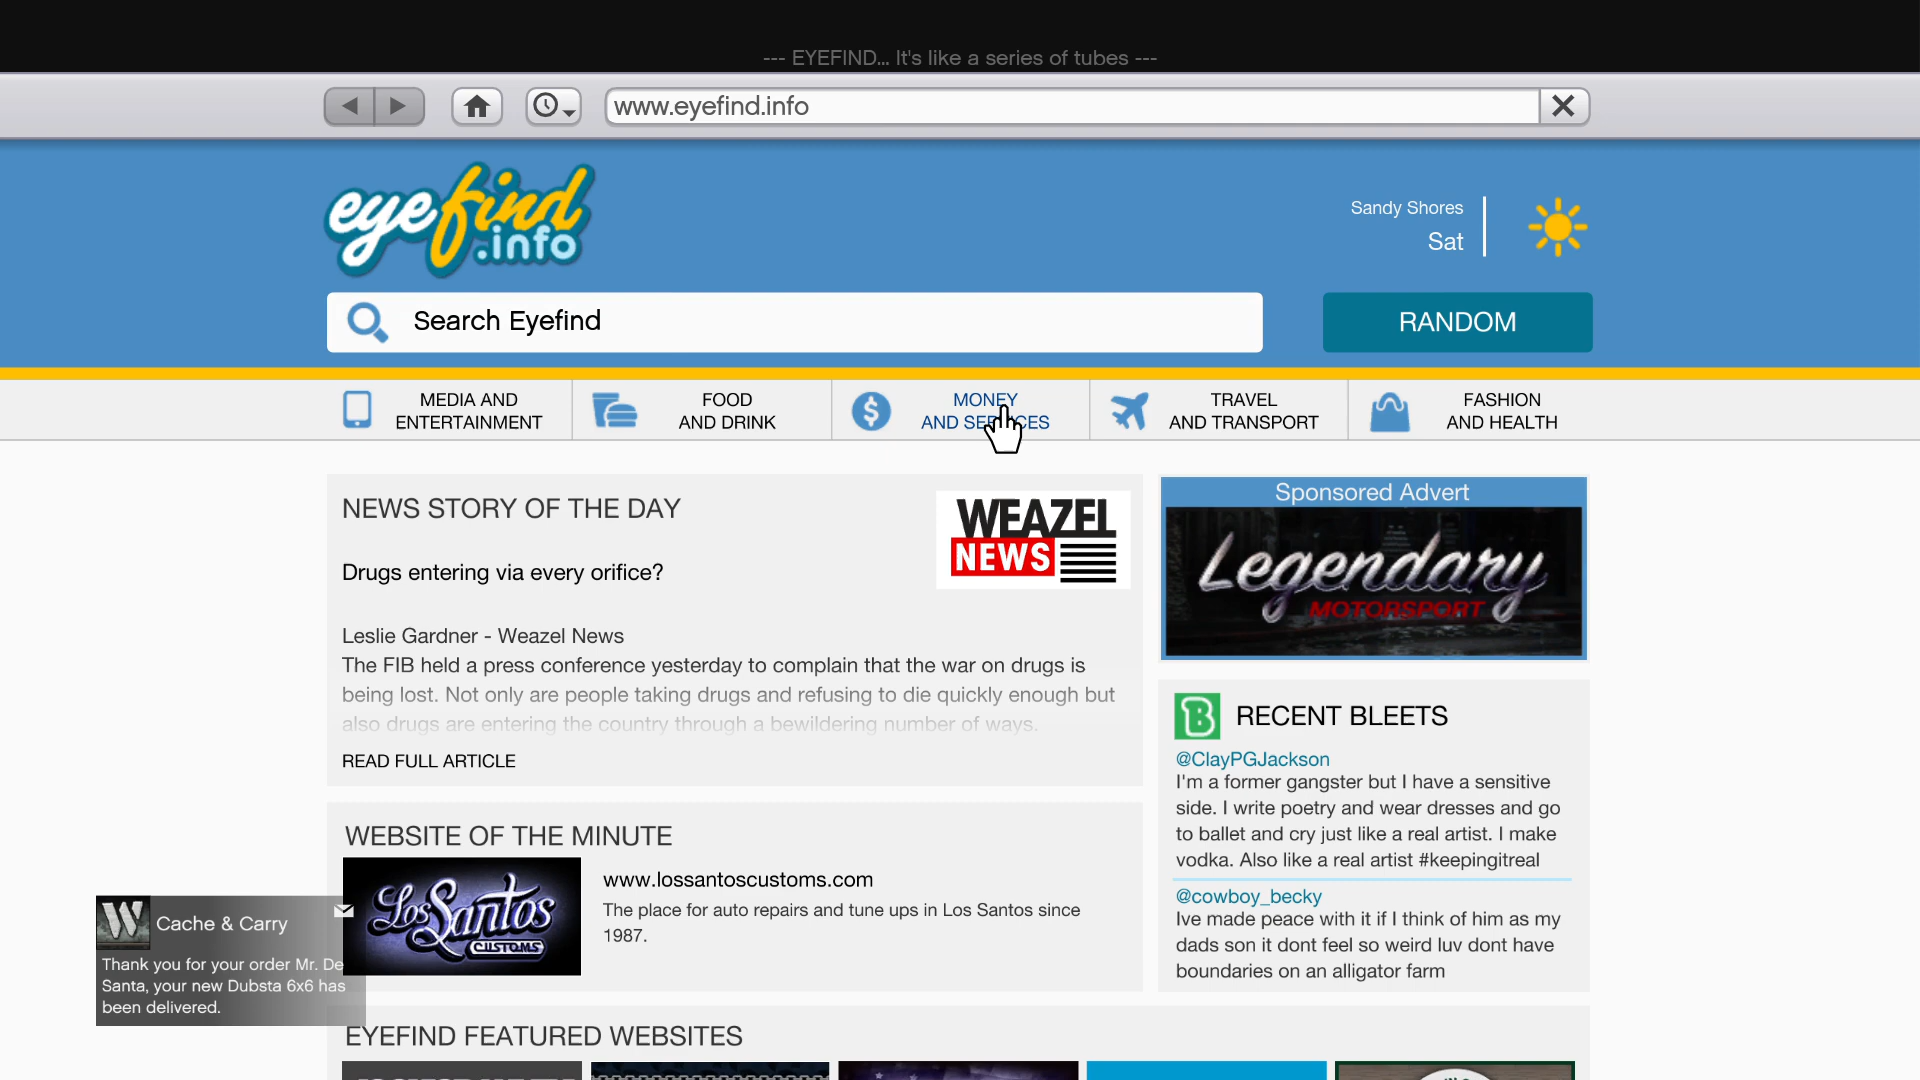 --- EYEFIND... It's like a series of tubes ---
www.eyefind.info
eyefind
.info
Sandy Shores
Sat
Search Eyefind
RANDOM
MEDIA AND
ENTERTAINMENT
FOOD
AND DRINK
MONEY
AND SERVICES
TRAVEL
AND TRANSPORT
FASHION
AND HEALTH
NEWS STORY OF THE DAY
WEAZEL
NEWS
Drugs entering via every orifice?
Leslie Gardner - Weazel News
The FIB held a press conference yesterday to complain that the war on drugs is
being lost. Not only are people taking drugs and refusing to die quickly enough but
also drugs are entering the country through a bewildering number of ways.
READ FULL ARTICLE
Sponsored Advert
Legendary
MOTORSPORT
B
RECENT BLEETS
@ClayPGJackson
I'm a former gangster but I have a sensitive
side. I write poetry and wear dresses and go
to ballet and cry just like a real artist. I make
vodka. Also like a real artist #keepingitreal
@cowboy_becky
Ive made peace with it if I think of him as my
dads son it dont feel so weird luv dont have
boundaries on an alligator farm
WEBSITE OF THE MINUTE
Los Santos
CUSTOMS
www.lossantoscustoms.com
The place for auto repairs and tune ups in Los Santos since
1987.
W
Cache & Carry
Thank you for your order Mr. De
Santa, your new Dubsta 6x6 has
been delivered.
EYEFIND FEATURED WEBSITES